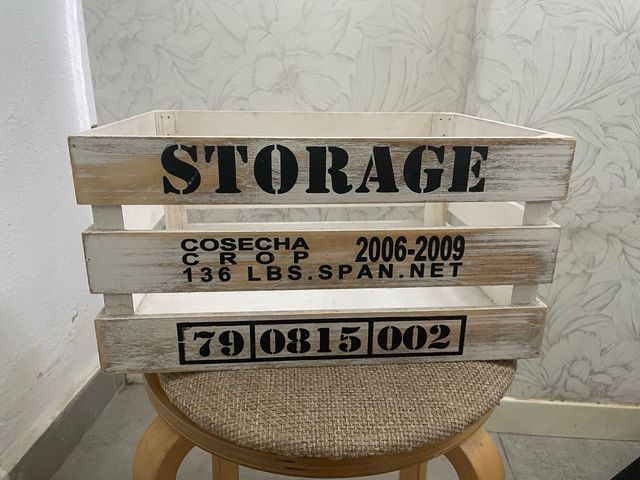 STORAGE
COSECHA 2006-2009
CROP
136 LBS.SPAN.NET
79 0815 002